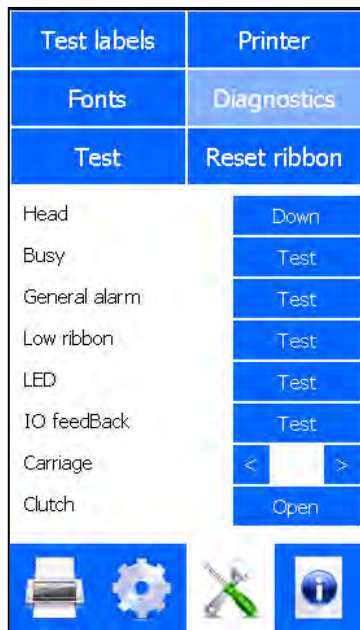 Test labels Printer
Fonts Diagnostics
Test Reset ribbon
Head Down
Busy Test
General alarm Test
Low ribbon Test
LED Test
IO feedBack Test
Carriage < >
Clutch Open
i